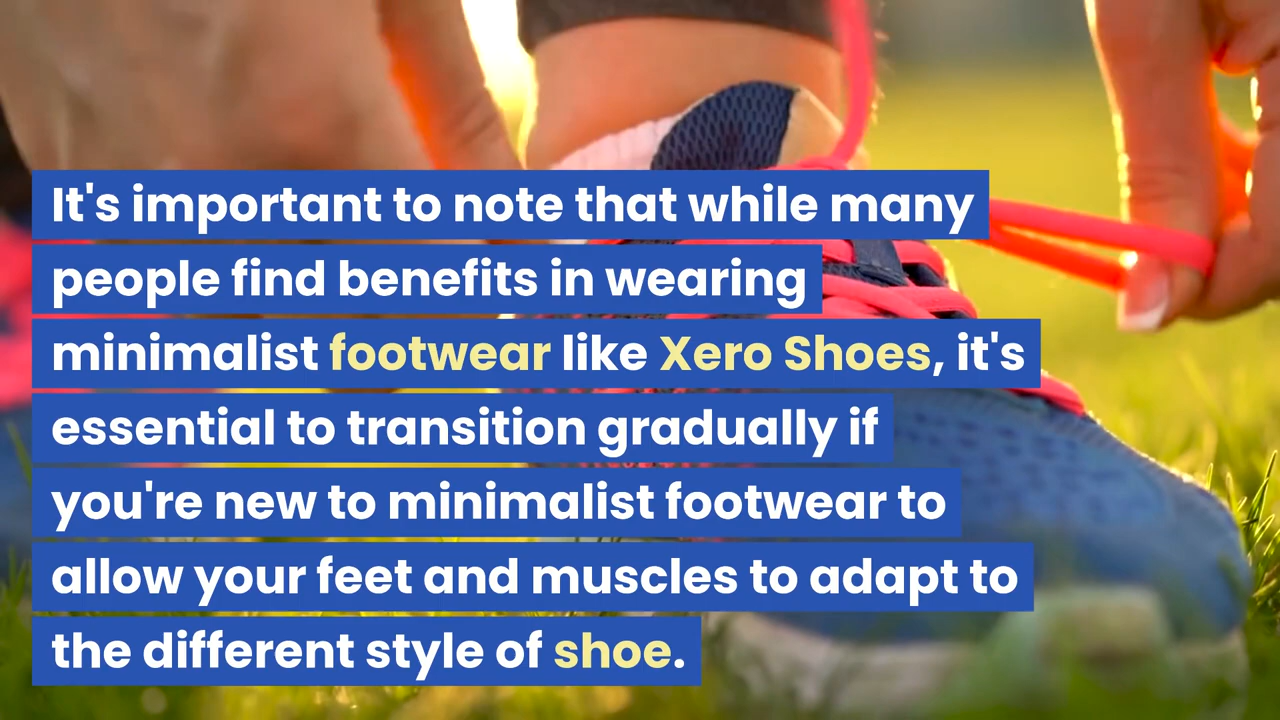 It's important to note that while many
people find benefits in wearing
minimalist footwear like Xero Shoes, it's
essential to transition gradually if
you're new to minimalist footwear to
allow your feet and muscles to adapt to
the different style of shoe.